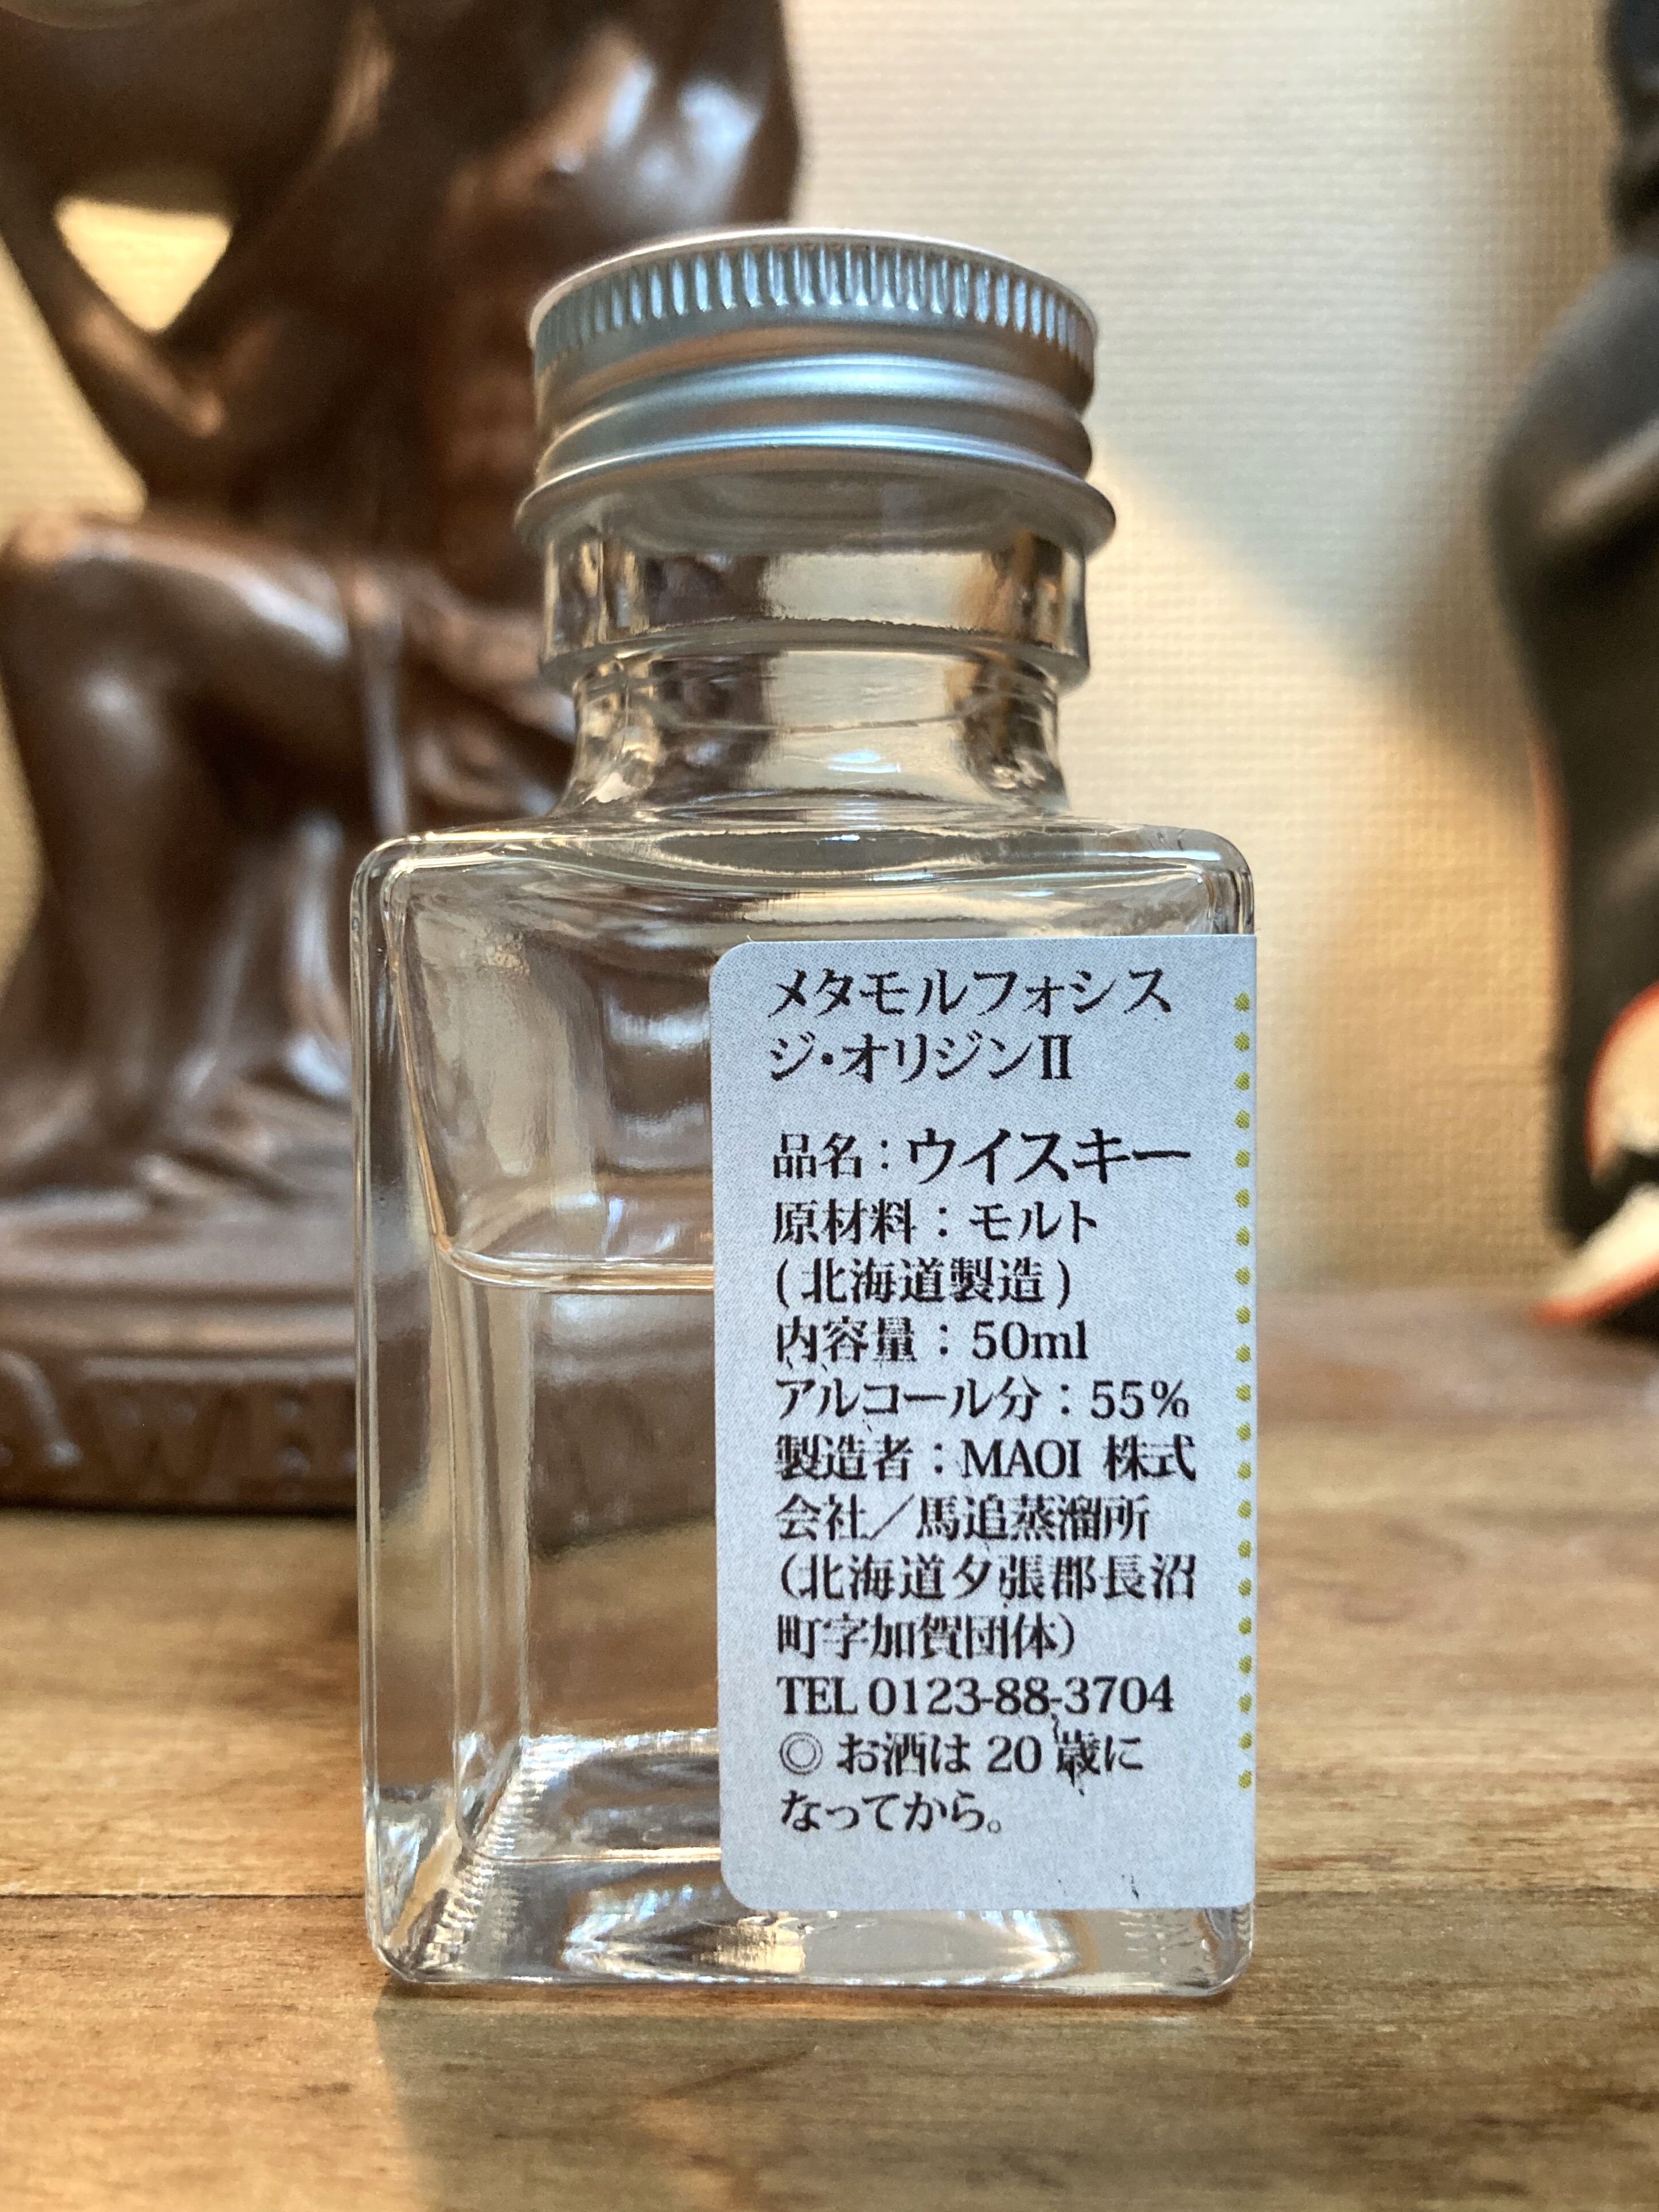 メタモルフォシス
ジ・オリジンⅡ
品名：ウイスキー
原材料：モルト
(北海道製造)
内容量：50ml
アルコール分：55%
製造者：MAOI 株式
会社／馬追蒸溜所
（北海道夕張郡長沼
町字加賀団体）
TEL 0123-88-3704
◎お酒は 20 歳に
なってから。